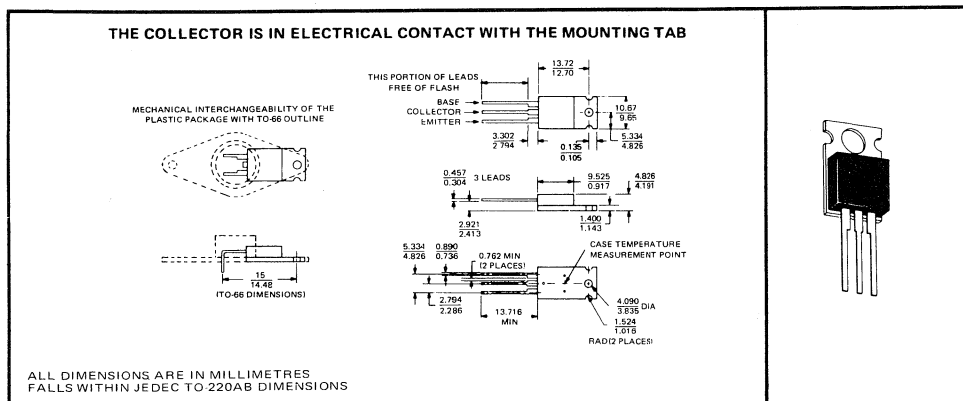 THE COLLECTOR IS IN ELECTRICAL CONTACT WITH THE MOUNTING TAB
THIS PORTION OF LEADS
FREE OF FLASH
BASE
COLLECTOR
EMITTER
13.72
12.70
10.67
9.65
3.302
2.794
0.135
0.105
5.334
4.826
MECHANICAL INTERCHANGEABILITY OF THE
PLASTIC PACKAGE WITH TO-66 OUTLINE
0.457
0.304
3 LEADS
9.525
0.917
4.826
4.191
2.921
2.413
1.400
1.143
5.334
4.826
0.890
0.736
0.762 MIN
(2 PLACES)
CASE TEMPERATURE
MEASUREMENT POINT
15
14.48
(TO-66 DIMENSIONS)
2.794
2.286
13.716
MIN
4.090
3.835
DIA
1.524
1.016
RAD(2 PLACES)
ALL DIMENSIONS ARE IN MILLIMETRES
FALLS WITHIN JEDEC TO-220AB DIMENSIONS